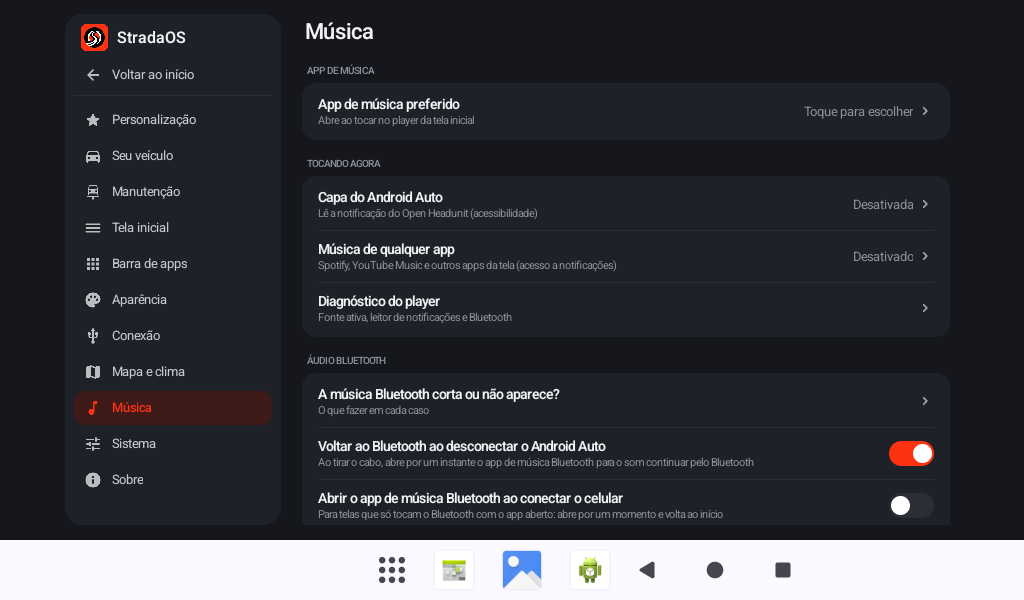 StradaOS
Voltar ao início
Personalização
Seu veículo
Manutenção
Tela inicial
Barra de apps
Aparência
Conexão
Mapa e clima
Música
Sistema
Sobre
Música
APP DE MÚSICA
App de música preferido
Abre ao tocar no player da tela inicial
Toque para escolher
TOCANDO AGORA
Capa do Android Auto
Lê a notificação do Open Headunit (acessibilidade)
Desativada
Música de qualquer app
Spotify, YouTube Music e outros apps da tela (acesso a notificações)
Desativado
Diagnóstico do player
Fonte ativa, leitor de notificações e Bluetooth
ÁUDIO BLUETOOTH
A música Bluetooth corta ou não aparece?
O que fazer em cada caso
Voltar ao Bluetooth ao desconectar o Android Auto
Ao tirar o cabo, abre por um instante o app de música Bluetooth para o som continuar pelo Bluetooth
Abrir o app de música Bluetooth ao conectar o celular
Para telas que só tocam o Bluetooth com o app aberto: abre por um momento e volta ao início